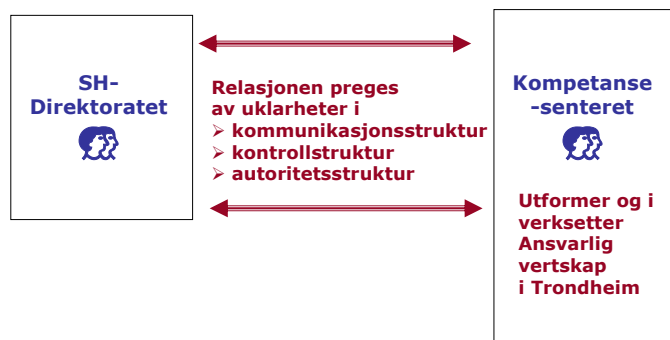 SH-
Direktoratet
Relasjonen preges
av uklarheter i
➢ kommunikasjonsstruktur
➢ kontrollstruktur
➢ autoritetsstruktur
Kompetanse
-senteret
Utformer og i
verksetter
Ansvarlig
vertskap
i Trondheim